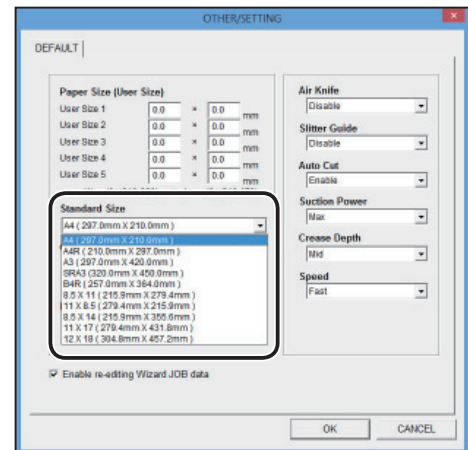 OTHER/SETTING
DEFAULT
Paper Size (User Size)
User Size 1 0.0 × 0.0 mm
User Size 2 0.0 × 0.0 mm
User Size 3 0.0 × 0.0 mm
User Size 4 0.0 × 0.0 mm
User Size 5 0.0 × 0.0 mm
Standard Size
A4 ( 297.0mm X 210.0mm )
A4 ( 297.0mm X 210.0mm )
A4R ( 210.0mm X 297.0mm )
A3 ( 297.0mm X 420.0mm )
SRA3 (320.0mm X 450.0mm )
B4R ( 257.0mm X 364.0mm )
8.5 X 11 ( 215.9mm X 279.4mm )
11 X 8.5 ( 279.4mm X 215.9mm )
8.5 X 14 ( 215.9mm X 355.6mm )
11 X 17 ( 279.4mm X 431.8mm )
12 X 18 ( 304.8mm X 457.2mm )
Enable re-editing Wizard JOB data
Air Knife
Disable
Slitter Guide
Disable
Auto Cut
Enable
Suction Power
Max
Crease Depth
Mid
Speed
Fast
OK CANCEL